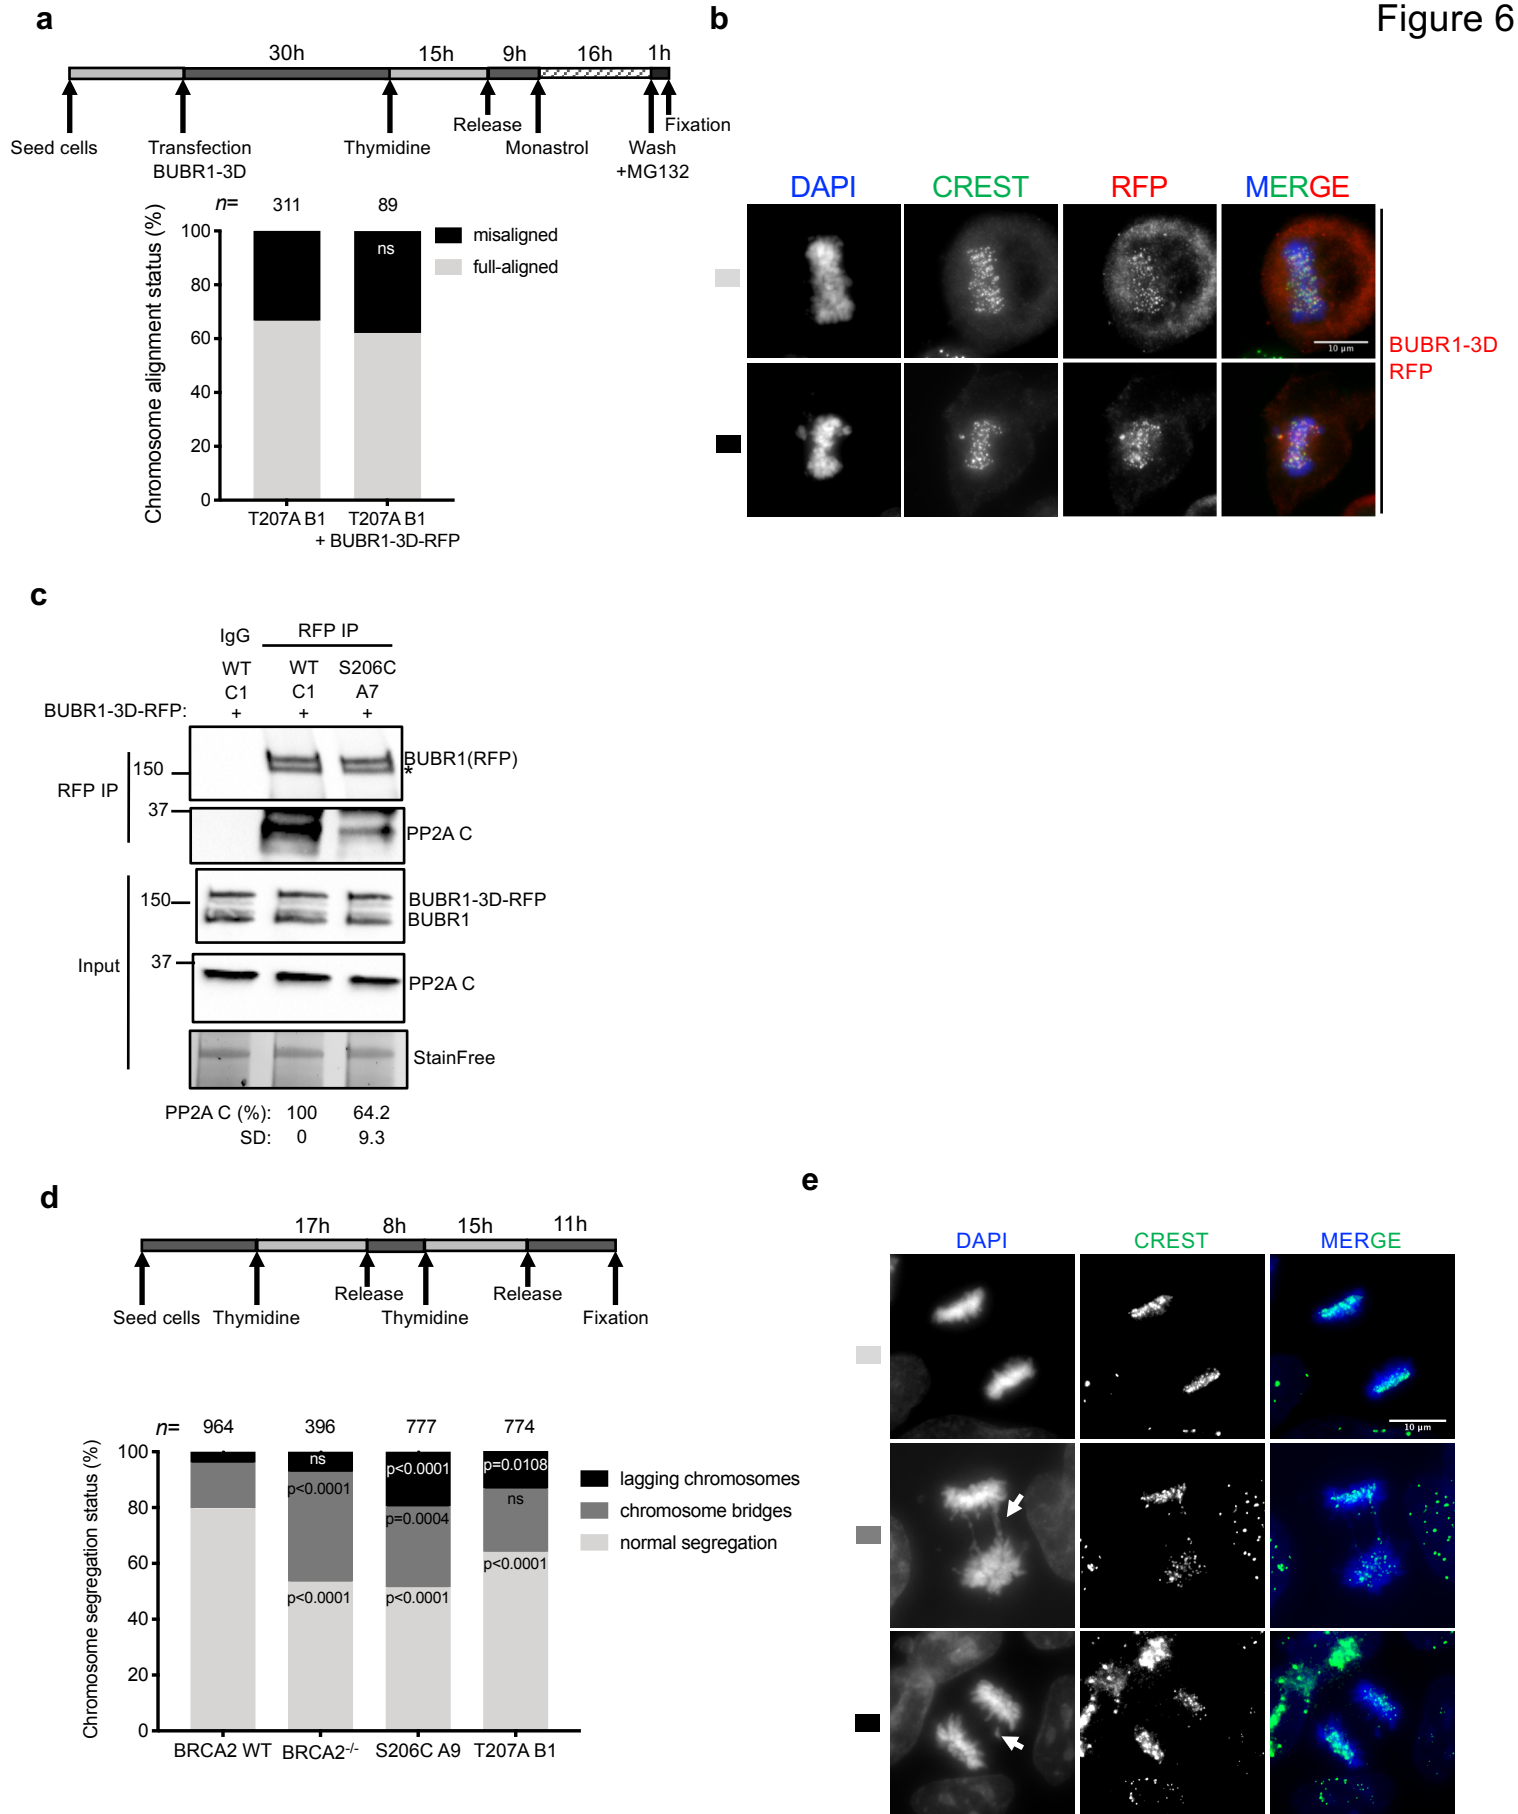 Figure 6
a
30h 15h 9h 16h 1h
Seed cells
Transfection
BUBR1-3D
Thymidine
Release
Monastrol
Wash
+MG132
Fixation
n= 311 89
Chromosome alignment status (%)
100
80
60
40
20
0
ns
misaligned
full-aligned
T207A B1
T207A B1
+ BUBR1-3D-RFP
b
DAPI CREST RFP MERGE
10 µm
BUBR1-3D
RFP
c
IgG RFP IP
WT WT S206C
C1 C1 A7
BUBR1-3D-RFP: + + +
RFP IP
150
BUBR1(RFP)
*
37
PP2A C
Input
150
BUBR1-3D-RFP
BUBR1
37
PP2A C
StainFree
PP2A C (%): 100 64.2
SD: 0 9.3
d
17h 8h 15h 11h
Seed cells
Thymidine
Release
Thymidine
Release
Fixation
n= 964 396 777 774
Chromosome segregation status (%)
100
80
60
40
20
0
ns
p<0.0001
p<0.0001
p<0.0001
p=0.0004
p<0.0001
p=0.0108
ns
p<0.0001
lagging chromosomes
chromosome bridges
normal segregation
BRCA2 WT BRCA2-/- S206C A9 T207A B1
e
DAPI CREST MERGE
10 µm